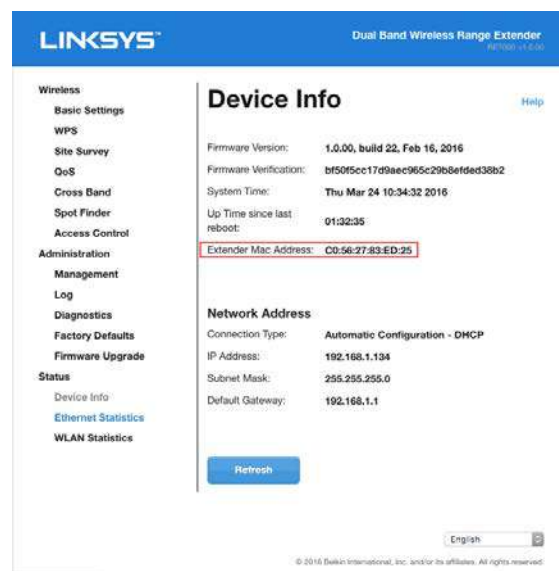 LINKSYS
Dual Band Wireless Range Extender
Wireless
Basic Settings
WPS
Site Survey
QoS
Cross Band
Spot Finder
Access Control
Administration
Management
Log
Diagnostics
Factory Defaults
Firmware Upgrade
Status
Device Info
Ethernet Statistics
WLAN Statistics
Device Info
Help
Firmware Version: 1.0.00, build 22, Feb 16, 2016
Firmware Verification: bf50f5cc17d9aec965c29b8efded38b2
System Time: Thu Mar 24 10:34:32 2016
Up Time since last
reboot: 01:32:35
Extender Mac Address: C0:56:27:83:ED:25
Network Address
Connection Type: Automatic Configuration - DHCP
IP Address: 192.168.1.134
Subnet Mask: 255.255.255.0
Default Gateway: 192.168.1.1
Refresh
English
© 2016 Belkin International, Inc. and/or its affiliates. All rights reserved.